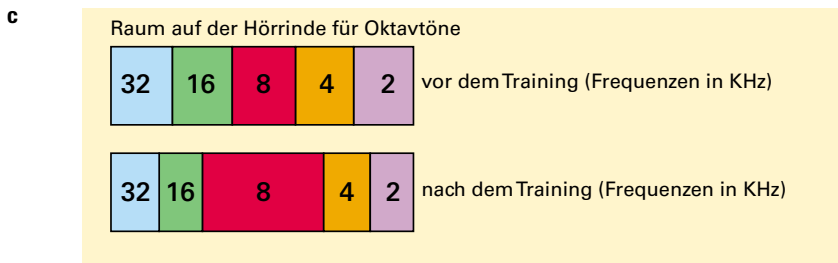 c
Raum auf der Hörrinde für Oktavtöne
32 16 8 4 2 vor dem Training (Frequenzen in KHz)
32 16 8 4 2 nach dem Training (Frequenzen in KHz)